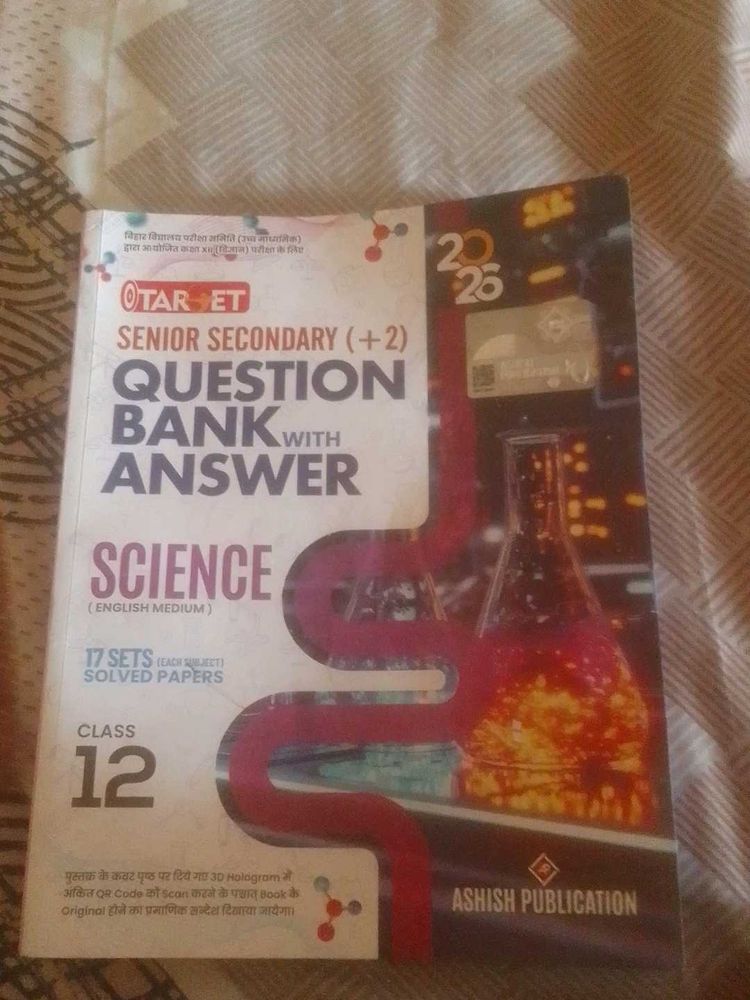 बिहार विद्यालय परीक्षा समिति (उच्च माध्यमिक)
द्वारा आयोजित कक्षा XII (विज्ञान) परीक्षा के लिए
TARGET
SENIOR SECONDARY (+2)
QUESTION
BANK WITH
ANSWER
SCIENCE
(ENGLISH MEDIUM)
17 SETS (EACH SUBJECT)
SOLVED PAPERS
CLASS
12
पुस्तक के कवर पृष्ठ पर दिये गए 3D Hologram में
अंकित QR Code को Scan करने के पश्चात् Book के
Original होने का प्रमाणिक सन्देश दिखाया जायेगा।
20
26
ASHISH PUBLICATION